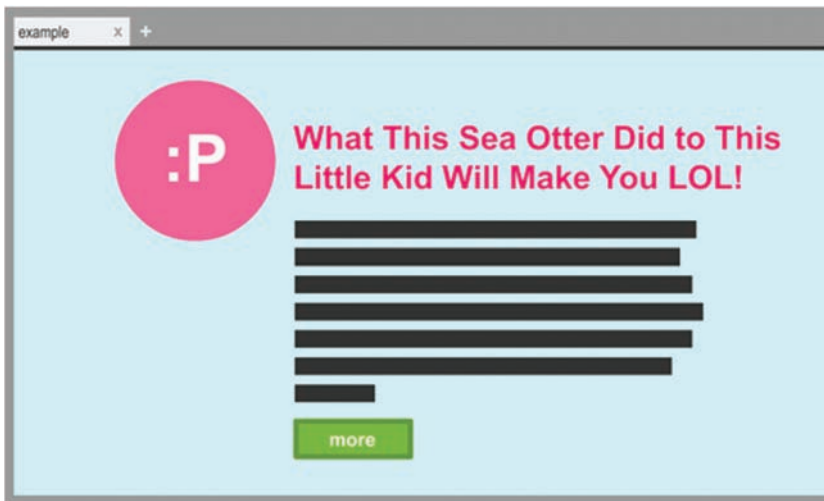 example x +
:P
What This Sea Otter Did to This
Little Kid Will Make You LOL!
more